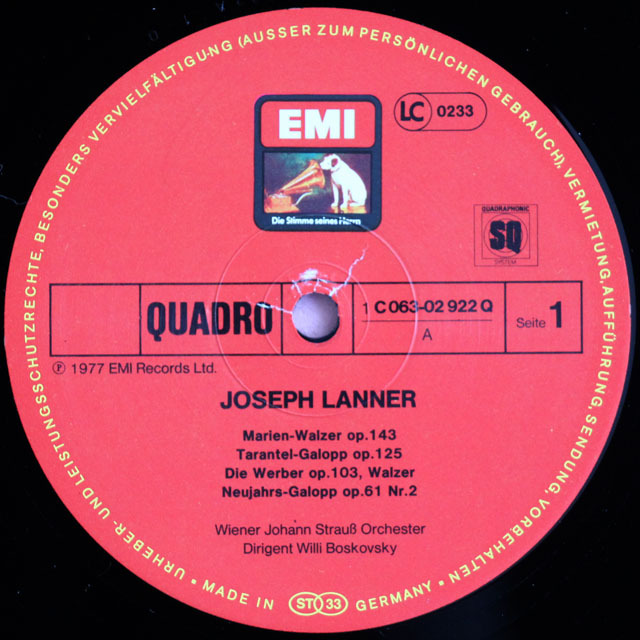 URHEBER- UND LEISTUNGSSCHUTZRECHTE, BESONDERS VERVIELFÄLTIGUNG (AUSSER ZUM PERSÖNLICHEN GEBRAUCH), VERMIETUNG, AUFFÜHRUNG, SENDUNG VORBEHALTEN
EMI
Die Stimme seines Herrn
LC 0233
QUADRAPHONIC
SQ
SYSTEM
QUADRO
1 C 063-02 922 Q
A
Seite 1
℗ 1977 EMI Records Ltd.
JOSEPH LANNER
Marien-Walzer op.143
Tarantel-Galopp op.125
Die Werber op.103, Walzer
Neujahrs-Galopp op.61 Nr.2
Wiener Johann Strauß Orchester
Dirigent Willi Boskovsky
• MADE IN ST 33 GERMANY •